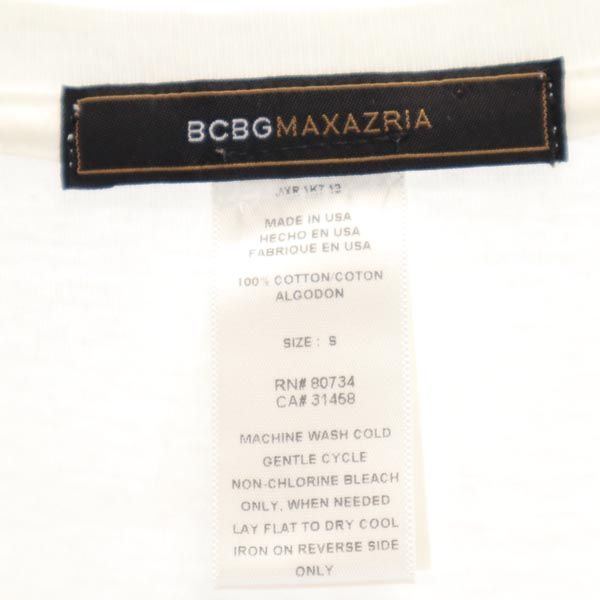 BCBGMAXAZRIA
MADE IN USA
HECHO EN USA
FABRIQUE EN USA
100% COTTON/COTON
ALGODON
SIZE : S
RN# 80734
CA# 31468
MACHINE WASH COLD
GENTLE CYCLE
NON-CHLORINE BLEACH
ONLY, WHEN NEEDED
LAY FLAT TO DRY COOL
IRON ON REVERSE SIDE
ONLY